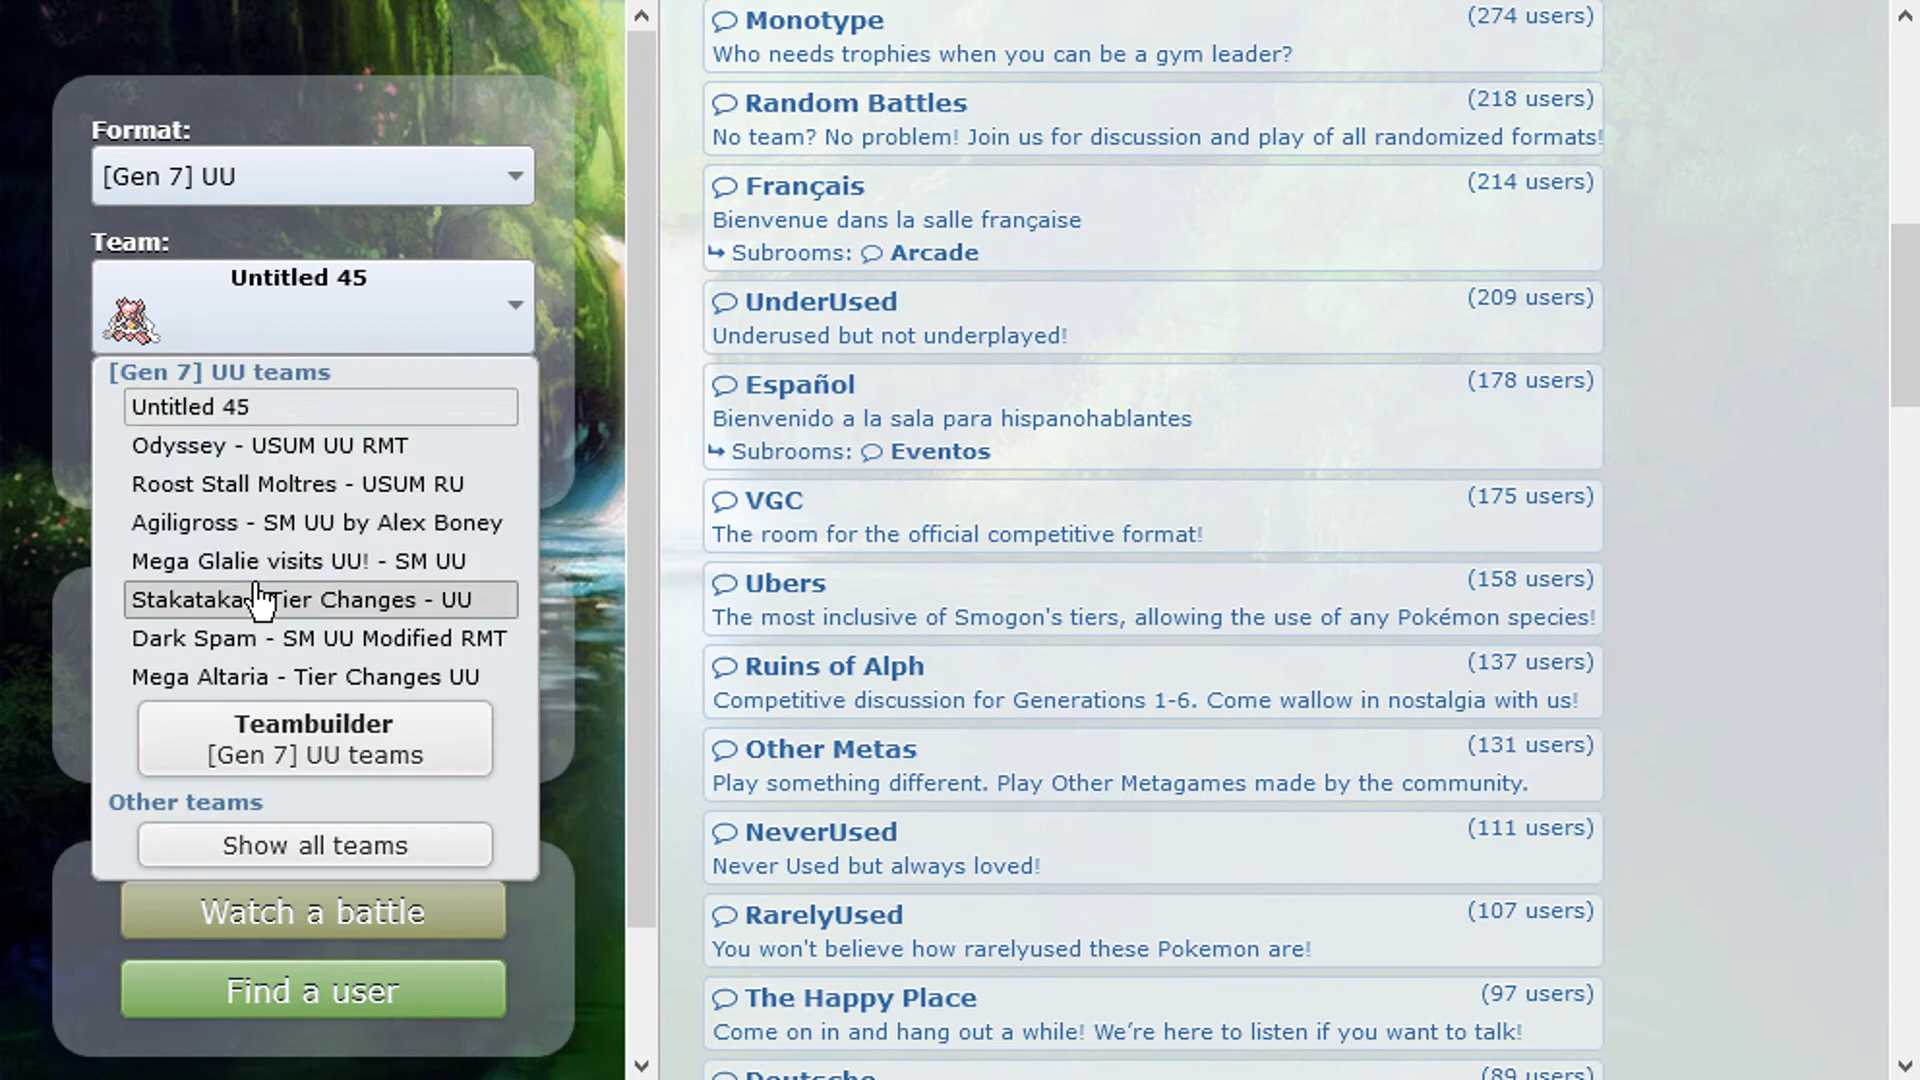 Format:
[Gen 7] UU
Team:
Untitled 45
[Gen 7] UU teams
Untitled 45
Odyssey - USUM UU RMT
Roost Stall Moltres - USUM RU
Agiligross - SM UU by Alex Boney
Mega Glalie visits UU! - SM UU
Stakataka Tier Changes - UU
Dark Spam - SM UU Modified RMT
Mega Altaria - Tier Changes UU
Teambuilder
[Gen 7] UU teams
Other teams
Show all teams
Watch a battle
Find a user
Monotype (274 users)
Who needs trophies when you can be a gym leader?
Random Battles (218 users)
No team? No problem! Join us for discussion and play of all randomized formats!
Français (214 users)
Bienvenue dans la salle française
↳ Subrooms: Arcade
UnderUsed (209 users)
Underused but not underplayed!
Español (178 users)
Bienvenido a la sala para hispanohablantes
↳ Subrooms: Eventos
VGC (175 users)
The room for the official competitive format!
Ubers (158 users)
The most inclusive of Smogon's tiers, allowing the use of any Pokémon species!
Ruins of Alph (137 users)
Competitive discussion for Generations 1-6. Come wallow in nostalgia with us!
Other Metas (131 users)
Play something different. Play Other Metagames made by the community.
NeverUsed (111 users)
Never Used but always loved!
RarelyUsed (107 users)
You won't believe how rarelyused these Pokemon are!
The Happy Place (97 users)
Come on in and hang out a while! We’re here to listen if you want to talk!
Deutsche (89 users)